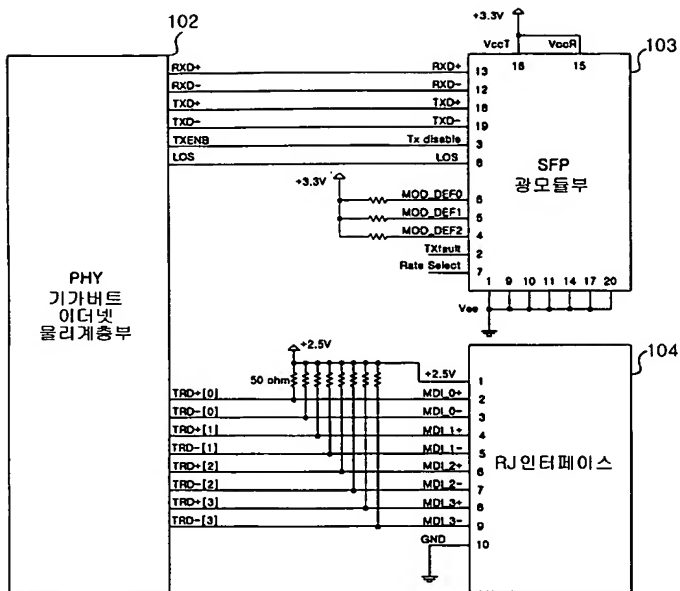 102
+3.3V
VccT
VccR
103
16
15
RXD+
RXD+
13
RXD-
RXD-
12
TXD+
TXD+
18
TXD-
TXD-
19
TXENB
Tx disable
3
LOS
LOS
8
SFP
광모듈부
+3.3V
MOD_DEF0
6
MOD_DEF1
5
MOD_DEF2
4
TXfault
2
Rate Select
7
1 9 10 11 14 17 20
Vee
PHY
기가버트
이더넷
물리계층부
+2.5V
104
50 ohm
+2.5V
1
TRD+[0]
MDI_0+
2
TRD-[0]
MDI_0-
3
TRD+[1]
MDI_1+
4
TRD-[1]
MDI_1-
5
RJ인터페이스
TRD+[2]
MDI_2+
6
TRD-[2]
MDI_2-
7
TRD+[3]
MDI_3+
8
TRD-[3]
MDI_3-
9
GND
10